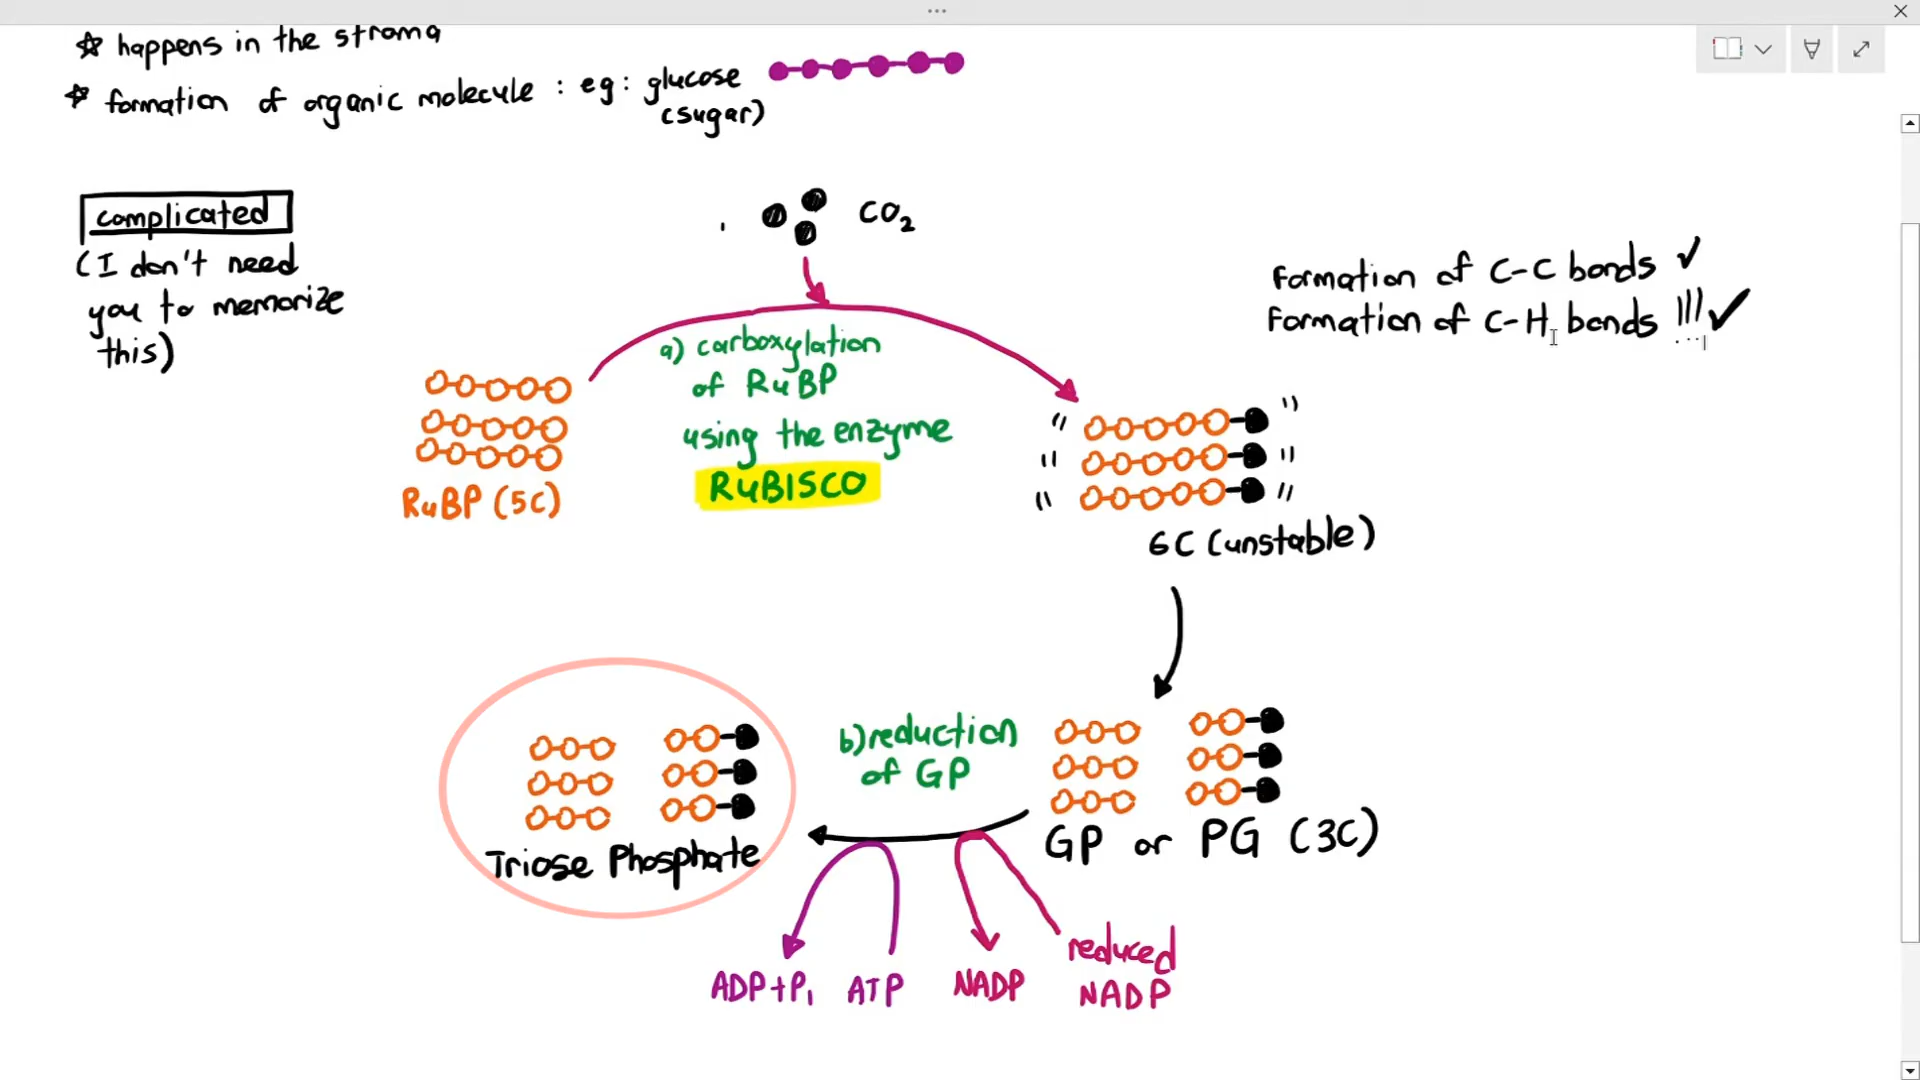 ☆ happens in the stroma
☆ formation of organic molecule : eg: glucose
(sugar)
complicated
(I don't need
you to memorize
this)
CO₂
Formation of C-C bonds ✓
Formation of C-H bonds !!! ✓
a) carboxylation
of RuBP
using the enzyme
RuBISCO
RuBP (5C)
6C (unstable)
b) reduction
of GP
Triose Phosphate
GP or PG (3C)
ADP+Pi
ATP
NADP
reduced
NADP